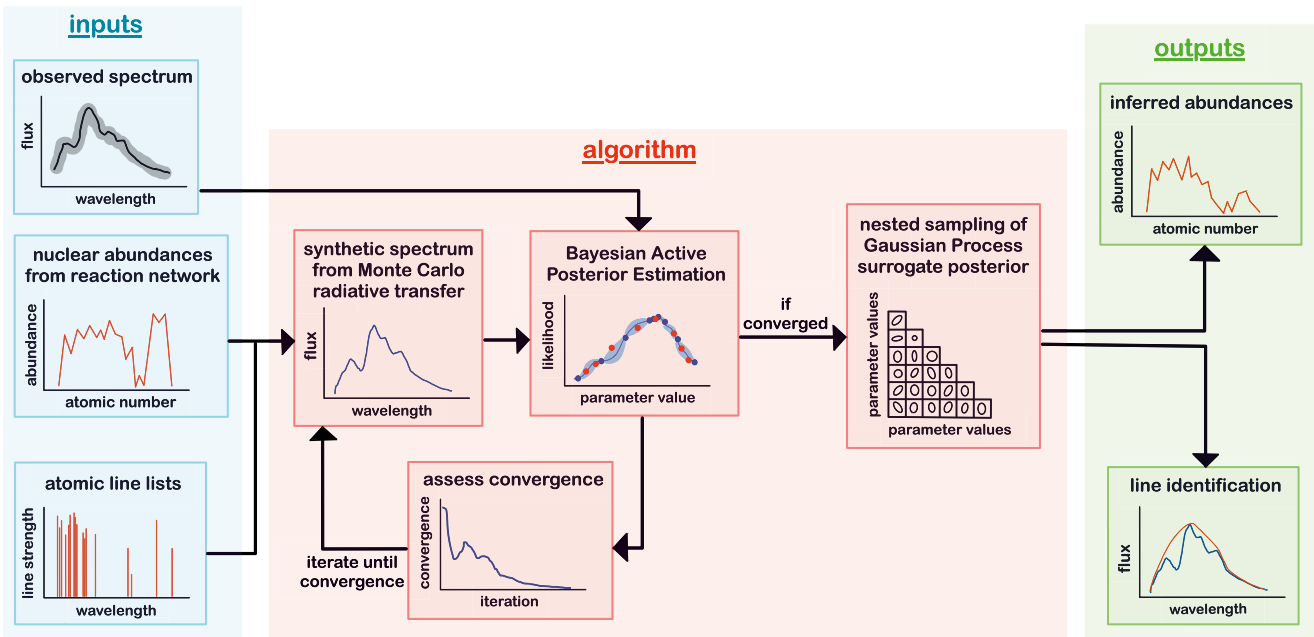 inputs
observed spectrum
flux
wavelength
nuclear abundances
from reaction network
abundance
atomic number
atomic line lists
line strength
wavelength
algorithm
synthetic spectrum
from Monte Carlo
radiative transfer
flux
wavelength
Bayesian Active
Posterior Estimation
likelihood
parameter value
assess convergence
convergence
iteration
iterate until
convergence
if
converged
nested sampling of
Gaussian Process
surrogate posterior
parameter values
parameter values
outputs
inferred abundances
abundance
atomic number
line identification
flux
wavelength